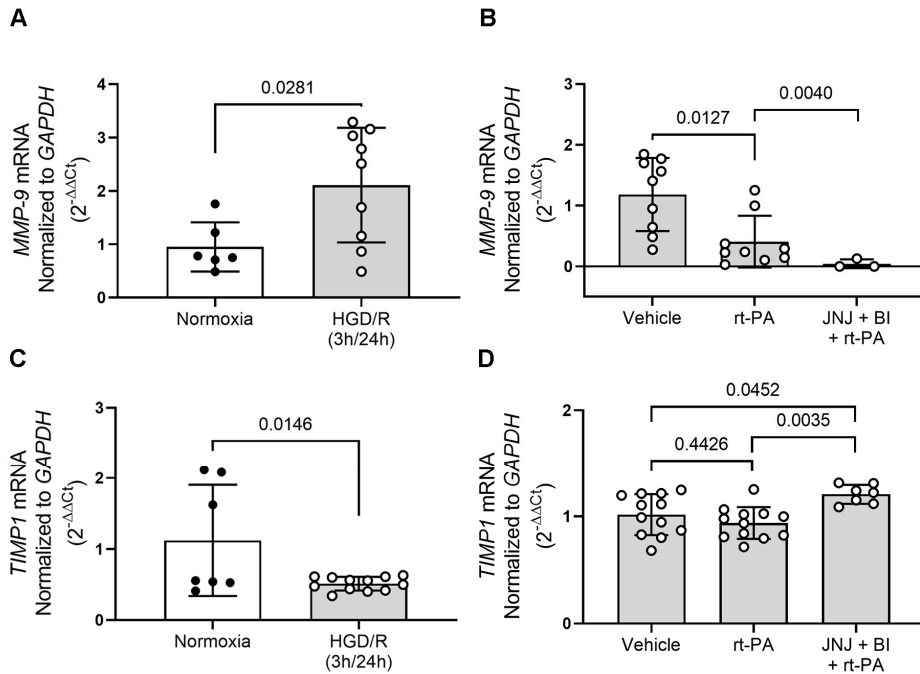 A
MMP-9 mRNA
Normalized to GAPDH
(2-ΔΔCt)
4
3
2
1
0
0.0281
Normoxia
HGD/R
(3h/24h)
B
MMP-9 mRNA
Normalized to GAPDH
(2-ΔΔCt)
3
2
1
0
0.0127
0.0040
Vehicle
rt-PA
JNJ + BI
+ rt-PA
C
TIMP1 mRNA
Normalized to GAPDH
(2-ΔΔCt)
3
2
1
0
0.0146
Normoxia
HGD/R
(3h/24h)
D
TIMP1 mRNA
Normalized to GAPDH
(2-ΔΔCt)
2
1
0
0.0452
0.0035
0.4426
Vehicle
rt-PA
JNJ + BI
+ rt-PA